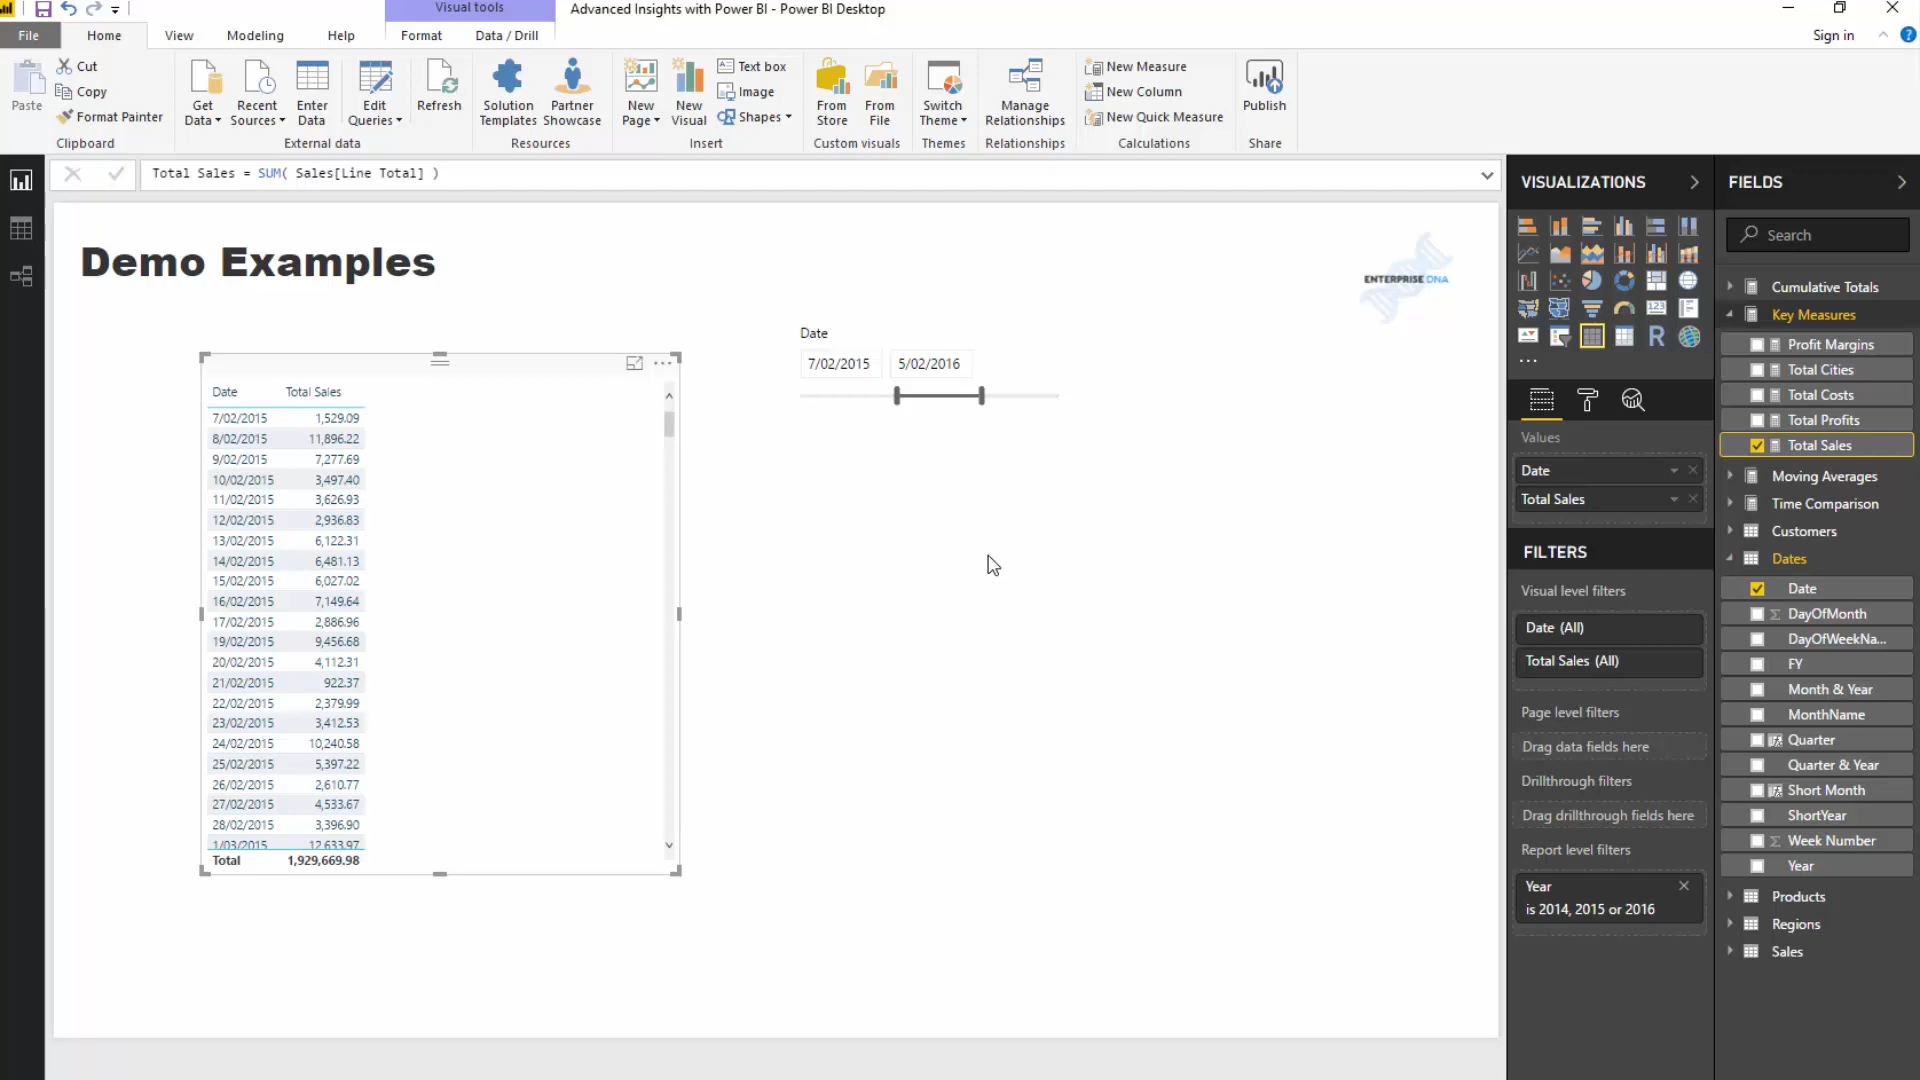 Visual tools
Advanced Insights with Power BI - Power BI Desktop
File
Home
View
Modeling
Help
Format
Data / Drill
Sign in
Paste
Cut
Copy
Format Painter
Clipboard
Get Data
Recent Sources
Enter Data
Edit Queries
External data
Refresh
Solution Templates
Partner Showcase
Resources
New Page
New Visual
Text box
Image
Shapes
Insert
From Store
From File
Custom visuals
Switch Theme
Themes
Manage Relationships
Relationships
New Measure
New Column
New Quick Measure
Calculations
Publish
Share
Total Sales = SUM( Sales[Line Total] )
Demo Examples
ENTERPRISE DNA
Date
7/02/2015 5/02/2016
Date Total Sales
7/02/2015 1,529.09
8/02/2015 11,896.22
9/02/2015 7,277.69
10/02/2015 3,497.40
11/02/2015 3,626.93
12/02/2015 2,936.83
13/02/2015 6,122.31
14/02/2015 6,481.13
15/02/2015 6,027.02
16/02/2015 7,149.64
17/02/2015 2,886.96
19/02/2015 9,456.68
20/02/2015 4,112.31
21/02/2015 922.37
22/02/2015 2,379.99
23/02/2015 3,412.53
24/02/2015 10,240.58
25/02/2015 5,397.22
26/02/2015 2,610.77
27/02/2015 4,533.67
28/02/2015 3,396.90
1/03/2015 12,633.97
Total 1,929,669.98
VISUALIZATIONS
123
R
Values
Date
Total Sales
FILTERS
Visual level filters
Date (All)
Total Sales (All)
Page level filters
Drag data fields here
Drillthrough filters
Drag drillthrough fields here
Report level filters
Year
is 2014, 2015 or 2016
FIELDS
Search
Cumulative Totals
Key Measures
Profit Margins
Total Cities
Total Costs
Total Profits
Total Sales
Moving Averages
Time Comparison
Customers
Dates
Date
DayOfMonth
DayOfWeekNa...
FY
Month & Year
MonthName
Quarter
Quarter & Year
Short Month
ShortYear
Week Number
Year
Products
Regions
Sales